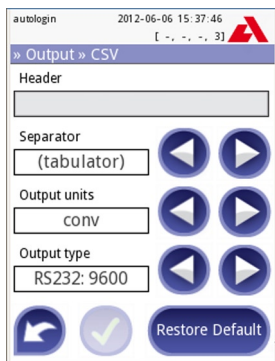 autologin 2012-06-06 15:37:46
[ -, -, -, 3]
» Output » CSV
Header
Separator
(tabulator)
Output units
conv
Output type
RS232: 9600
Restore Default